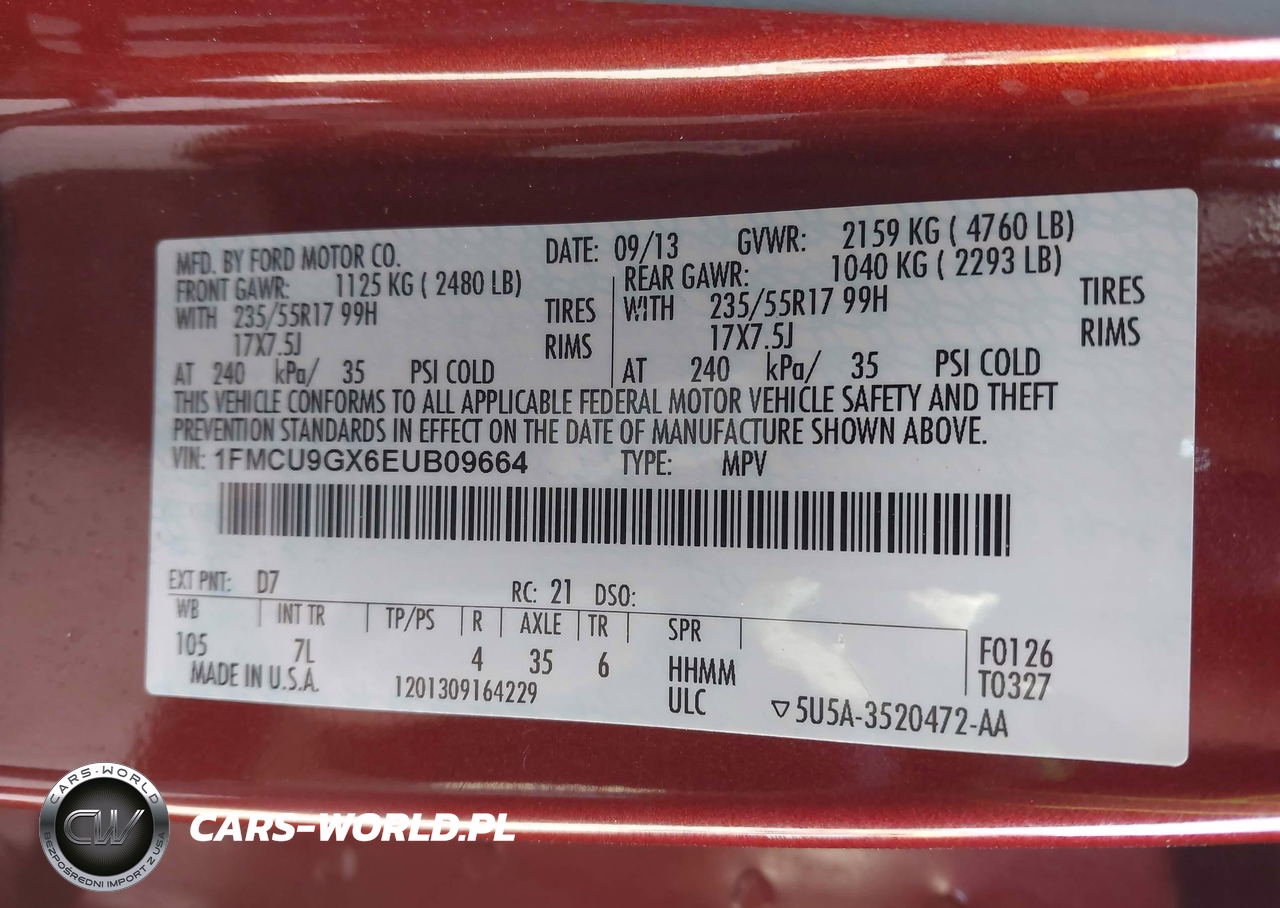 MFD. BY FORD MOTOR CO. DATE: 09/13 GVWR: 2159 KG ( 4760 LB)
FRONT GAWR: 1125 KG ( 2480 LB) REAR GAWR: 1040 KG ( 2293 LB)
WITH 235/55R17 99H TIRES WITH 235/55R17 99H TIRES
17X7.5J RIMS 17X7.5J RIMS
AT 240 kPa/ 35 PSI COLD AT 240 kPa/ 35 PSI COLD
THIS VEHICLE CONFORMS TO ALL APPLICABLE FEDERAL MOTOR VEHICLE SAFETY AND THEFT
PREVENTION STANDARDS IN EFFECT ON THE DATE OF MANUFACTURE SHOWN ABOVE.
VIN: 1FMCU9GX6EUB09664 TYPE: MPV
EXT PNT: D7 RC: 21 DSO:
WB INT TR TP/PS R AXLE TR SPR
105 7L 4 35 6 HHMM F0126
MADE IN U.S.A. 1201309164229 ULC T0327
▽5U5A-3520472-AA
CARS-WORLD
CW
BEZPOŚREDNI IMPORT Z USA
CARS-WORLD.PL